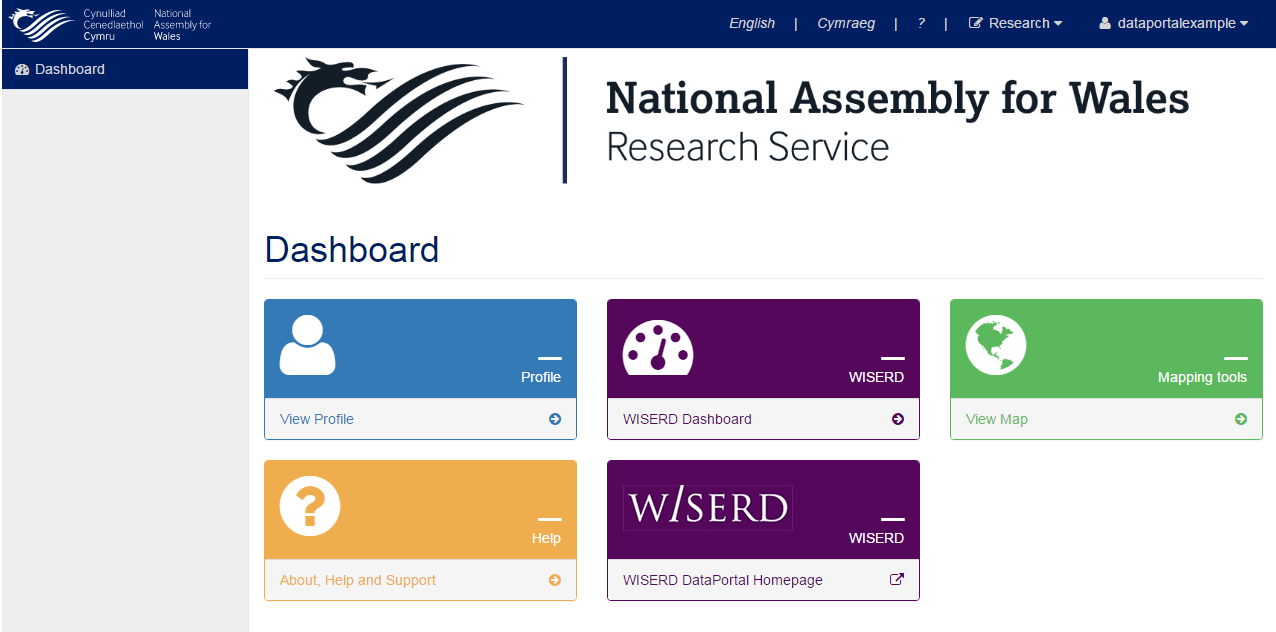 Cynulliad
Cenedlaethol
Cymru
National
Assembly for
Wales
English | Cymraeg | ? | Research dataportalexample
Dashboard
National Assembly for Wales
Research Service
Dashboard
Profile
View Profile
WISERD
WISERD Dashboard
Mapping tools
View Map
?
Help
About, Help and Support
W/SERD
WISERD
WISERD DataPortal Homepage